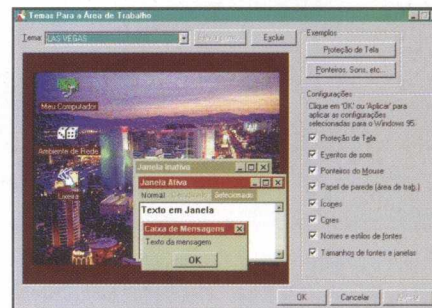 Temas Para a Área de Trabalho
Tema: LAS VEGAS
Excluir
Exemplos
Proteção de Tela
Ponteiros, Sons, etc...
Configurações
Clique em 'OK' ou 'Aplicar' para
aplicar as configurações
selecionadas para o Windows 95.
Proteção de Tela
Eventos de som
Ponteiros do Mouse
Papel de parede (área de trab.)
Ícones
Cores
Nomes e estilos de fontes
Tamanhos de fontes e janelas
Meu Computador
Ambiente de Rede
Lixeira
Janela Inativa
Janela Ativa
Normal Desativado Selecionado
Texto em Janela
Caixa de Mensagens
Texto da mensagem
OK
OK Cancelar Aplicar